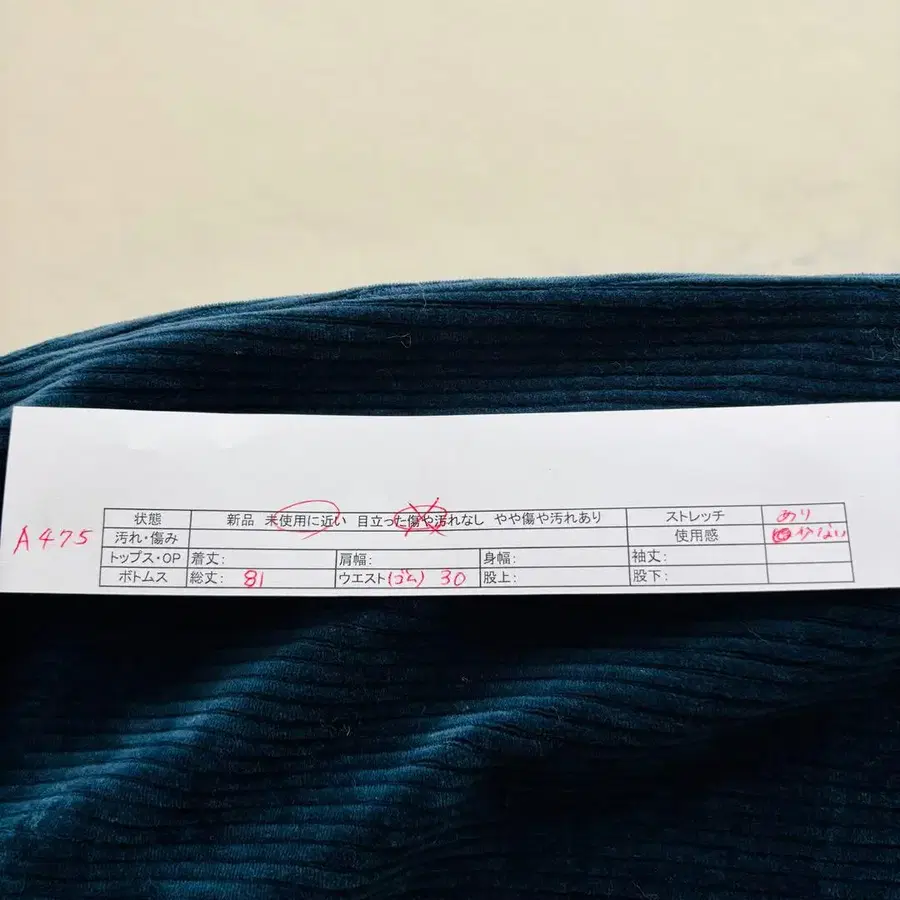 A475
状態 新品 未使用に近い 目立った傷や汚れなし やや傷や汚れあり ストレッチ あり
汚れ・傷み 使用感 少ない
トップス・OP 着丈: 肩幅: 身幅: 袖丈:
ボトムス 総丈: 81 ウエスト(ゴム) 30 股上: 股下: